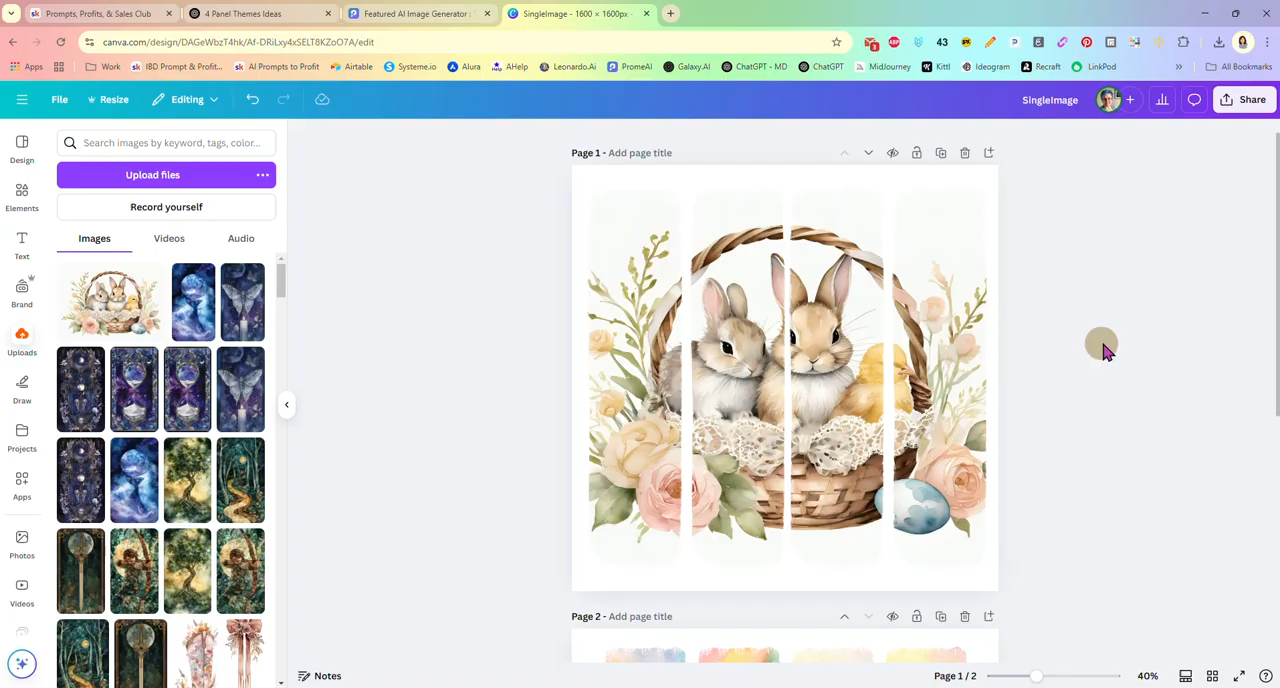 Prompts, Profits, & Sales Club
4 Panel Themes Ideas
Featured AI Image Generator :
SingleImage - 1600 × 1600px -
canva.com/design/DAGeWbzT4hk/Af-DRiLxy4xSELT8KZoO7A/edit
3
43
Apps
Work
IBD Prompt & Profit...
AI Prompts to Profit
Airtable
Systeme.io
Alura
AHelp
Leonardo.Ai
PromeAI
Galaxy.AI
ChatGPT - MD
ChatGPT
MidJourney
Kittl
Ideogram
Recraft
LinkPod
All Bookmarks
File
Resize
Editing
SingleImage
Share
Design
Elements
Text
Brand
Uploads
Draw
Projects
Apps
Photos
Videos
Search images by keyword, tags, color...
Upload files
Record yourself
Images
Videos
Audio
Page 1 - Add page title
Page 2 - Add page title
Notes
Page 1 / 2
40%